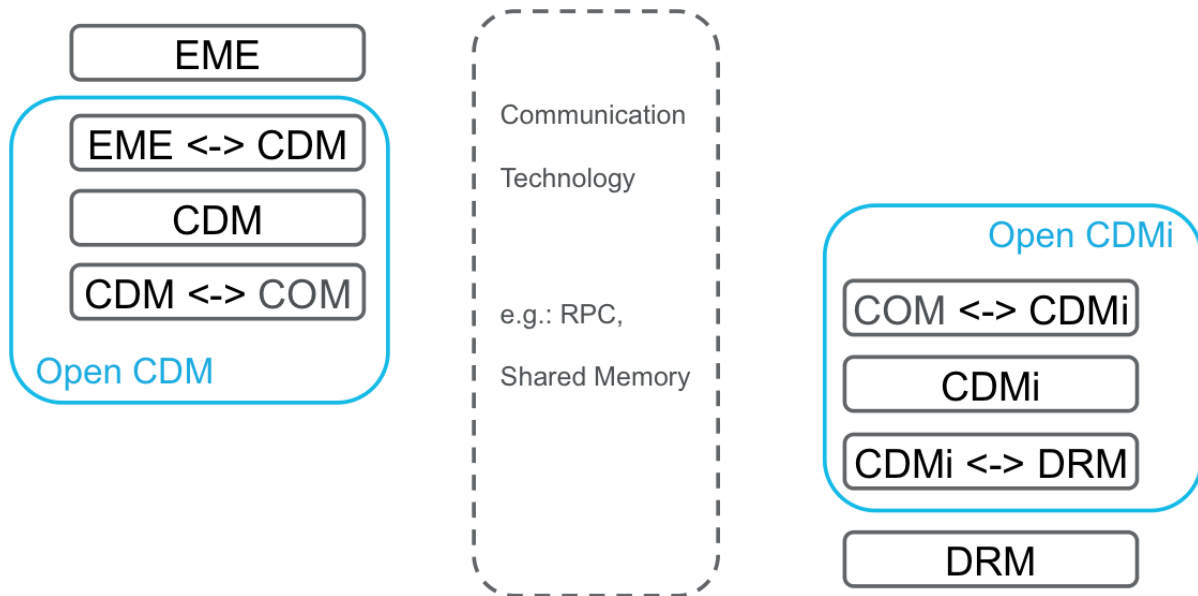 EME
EME <-> CDM
CDM
CDM <-> COM
Open CDM
Communication
Technology
e.g.: RPC,
Shared Memory
Open CDMi
COM <-> CDMi
CDMi
CDMi <-> DRM
DRM